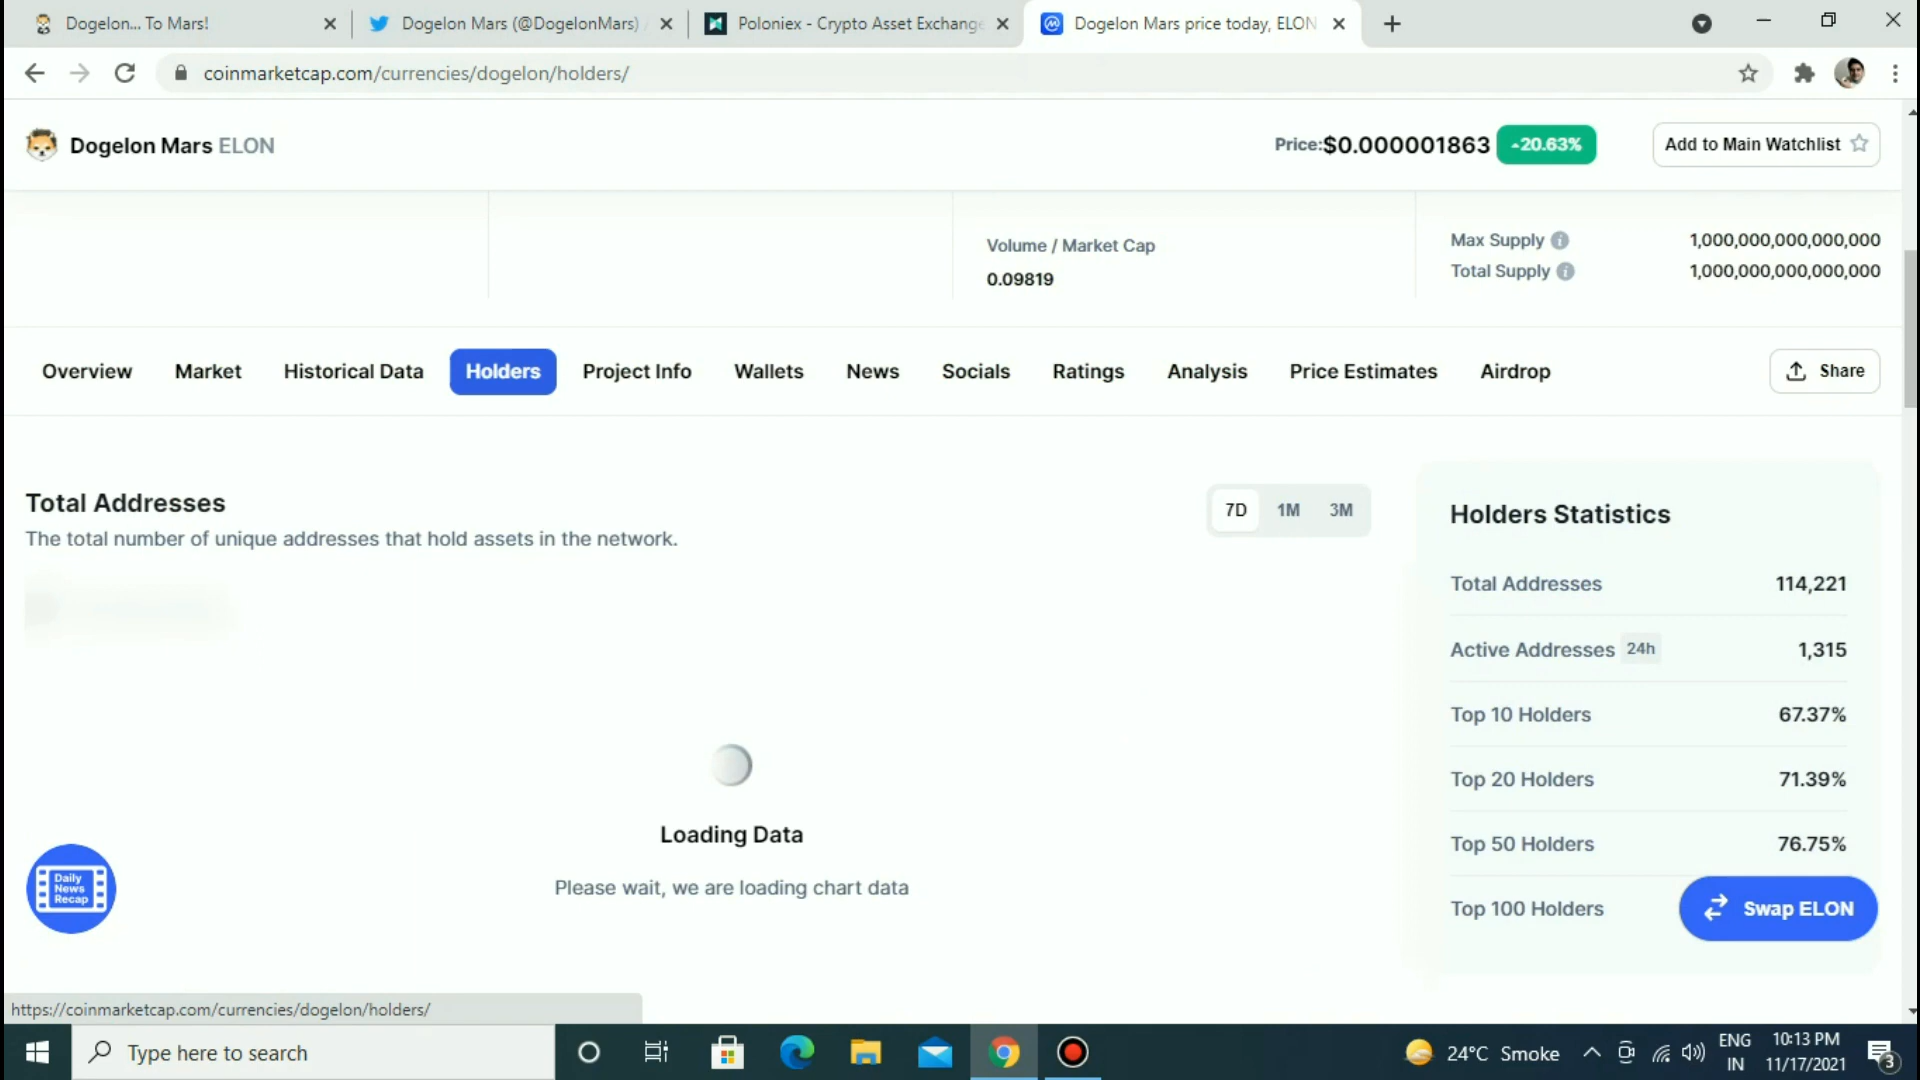 Dogelon... To Mars!
Dogelon Mars (@DogelonMars) /
Poloniex - Crypto Asset Exchange
Dogelon Mars price today, ELON
coinmarketcap.com/currencies/dogelon/holders/
Dogelon Mars ELON
Price:$0.000001863
20.63%
Add to Main Watchlist
Volume / Market Cap
0.09819
Max Supply
1,000,000,000,000,000
Total Supply
1,000,000,000,000,000
Overview
Market
Historical Data
Holders
Project Info
Wallets
News
Socials
Ratings
Analysis
Price Estimates
Airdrop
Share
Total Addresses
The total number of unique addresses that hold assets in the network.
7D
1M
3M
Loading Data
Please wait, we are loading chart data
Holders Statistics
Total Addresses
114,221
Active Addresses 24h
1,315
Top 10 Holders
67.37%
Top 20 Holders
71.39%
Top 50 Holders
76.75%
Top 100 Holders
Swap ELON
Daily
News
Recap
https://coinmarketcap.com/currencies/dogelon/holders/
Type here to search
24°C Smoke
ENG
IN
10:13 PM
11/17/2021
3